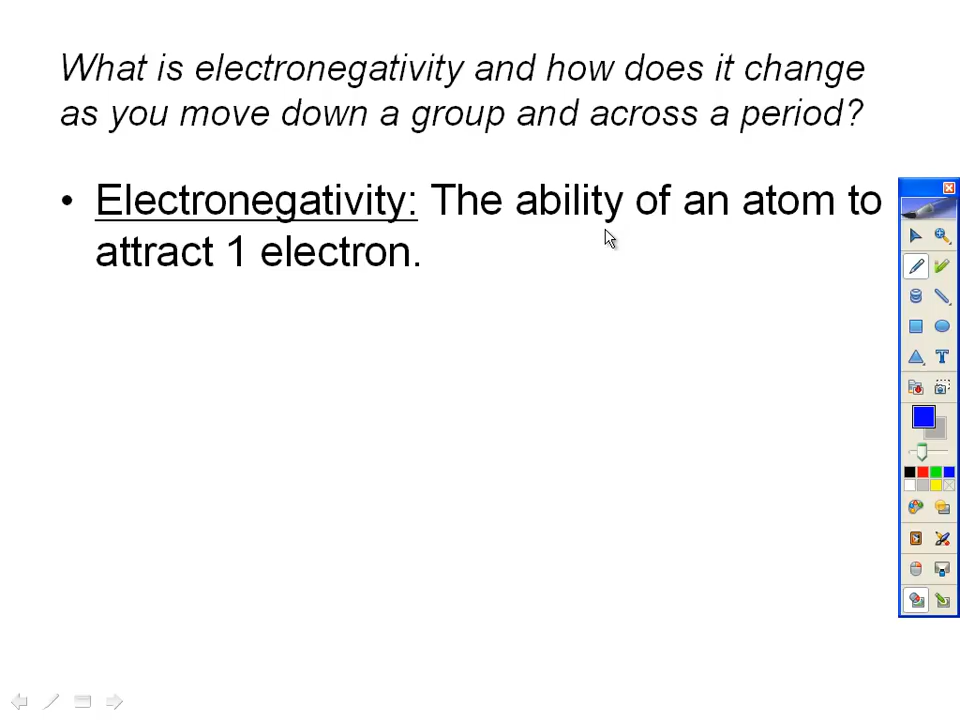 What is electronegativity and how does it change
as you move down a group and across a period?
• Electronegativity: The ability of an atom to
attract 1 electron.
T